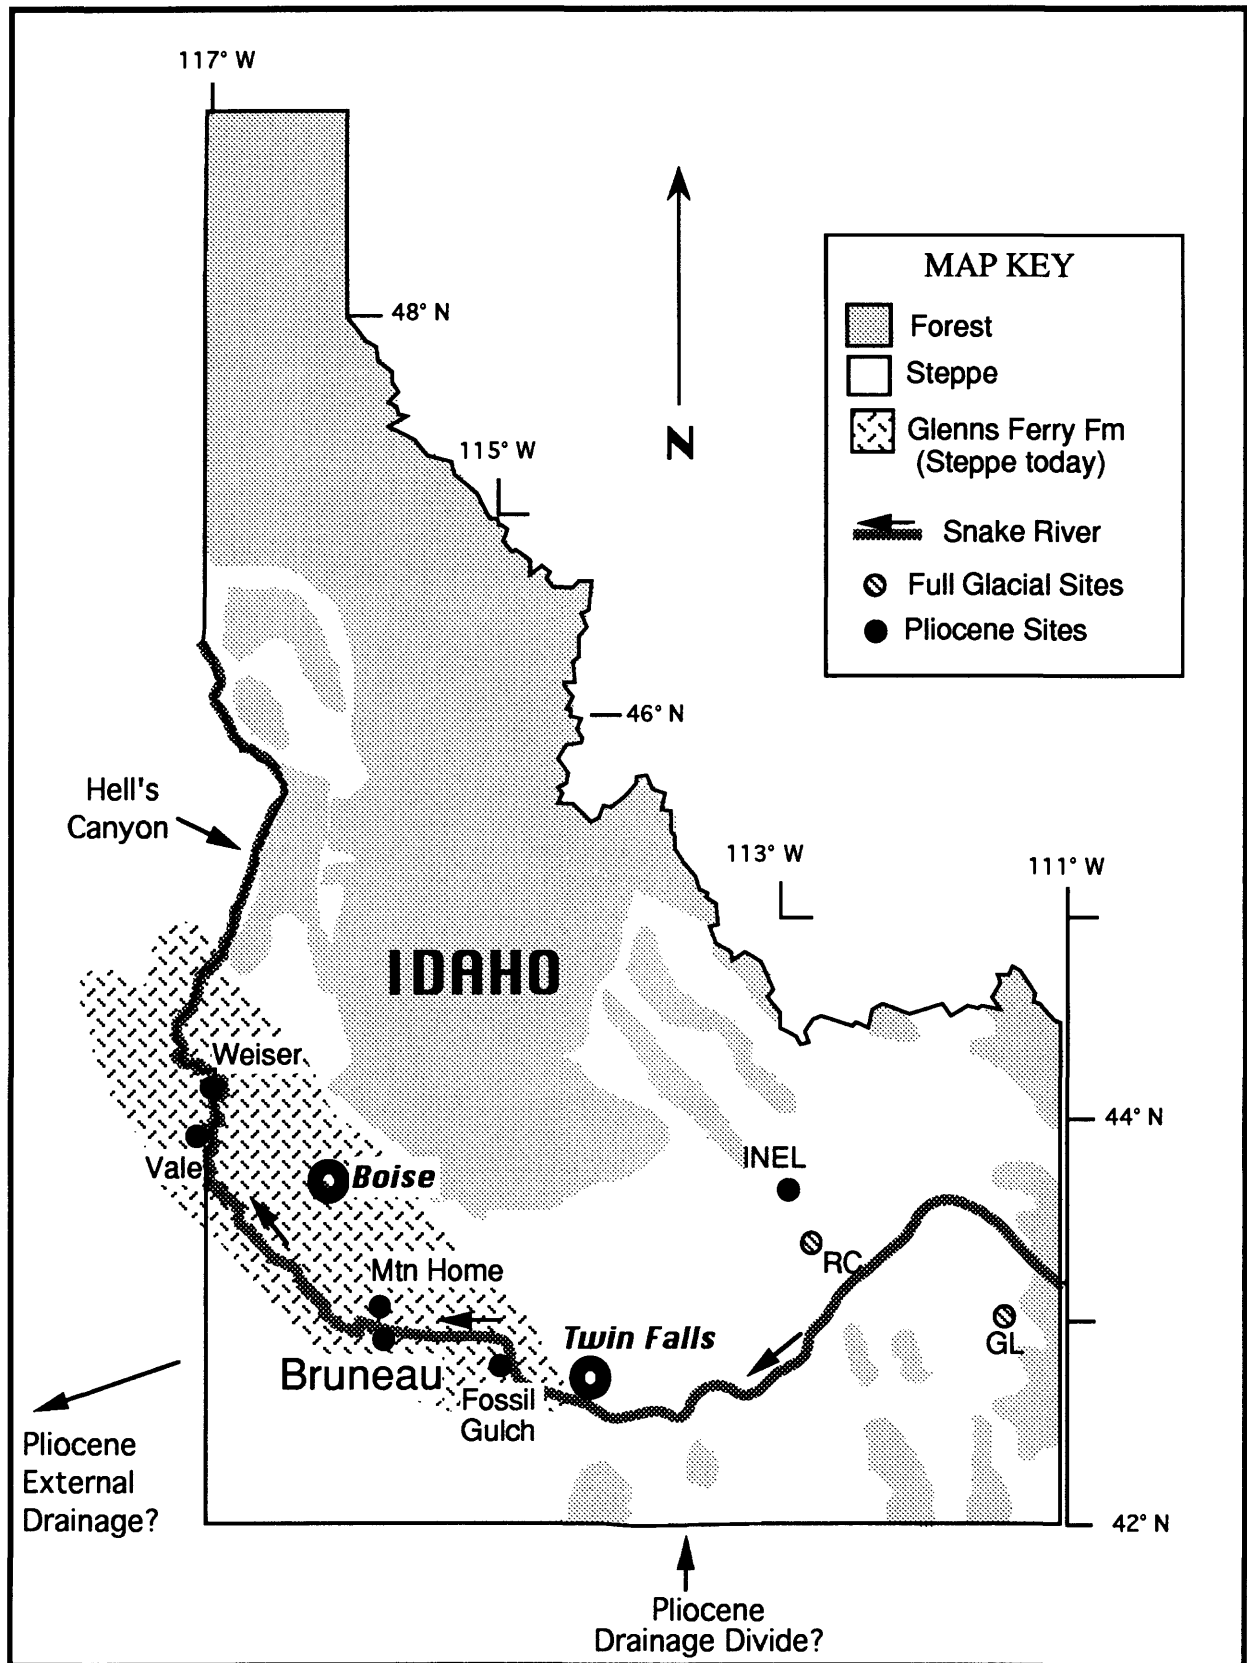 117° W
48° N
MAP KEY
Forest
Steppe
Glenns Ferry Fm
(Steppe today)
Snake River
Full Glacial Sites
Pliocene Sites
N
115° W
46° N
Hell's
Canyon
113° W
111° W
IDAHO
Weiser
44° N
Vale
Boise
INEL
RC
Mtn Home
GL
Twin Falls
Bruneau
Fossil
Gulch
Pliocene
External
Drainage?
42° N
Pliocene
Drainage Divide?